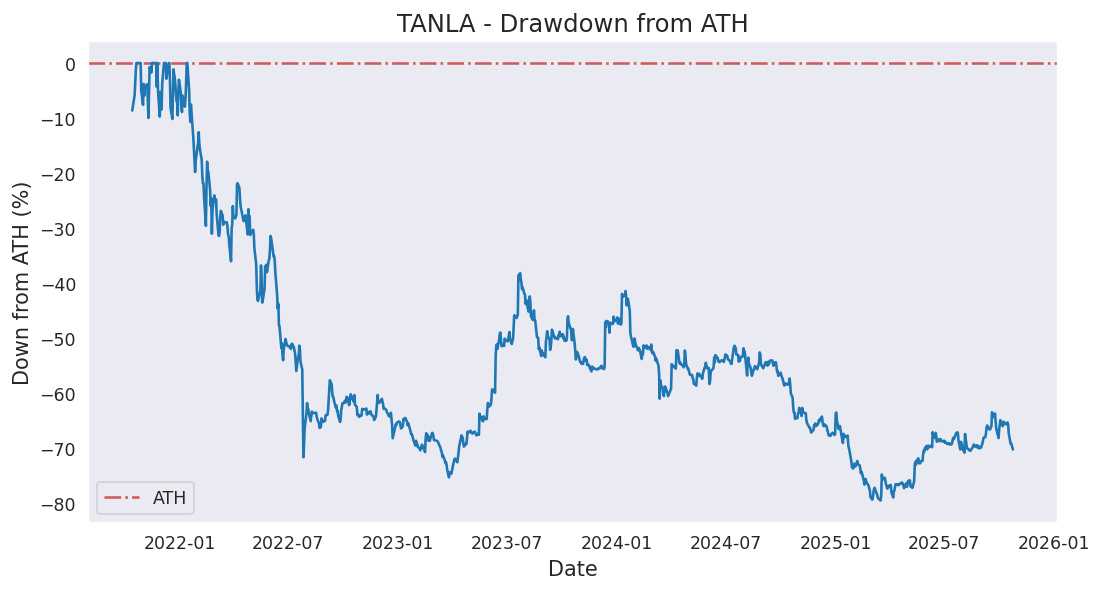 TANLA - Drawdown from ATH
Down from ATH (%)
0
−10
−20
−30
−40
−50
−60
−70
−80
ATH
2022-01 2022-07 2023-01 2023-07 2024-01 2024-07 2025-01 2025-07 2026-01
Date